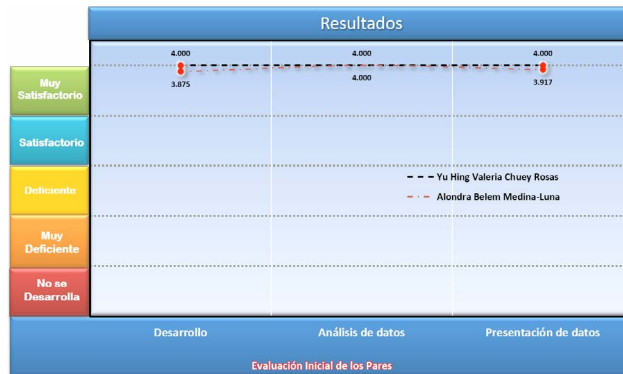 Resultados
4.000
4.000
4.000
3.875
4.000
3.917
Muy
Satisfactorio
Satisfactorio
Deficiente
Muy
Deficiente
No se
Desarrolla
Yu Hing Valeria Chuey Rosas
Alondra Belem Medina-Luna
Desarrollo
Análisis de datos
Presentación de datos
Evaluación Inicial de los Pares